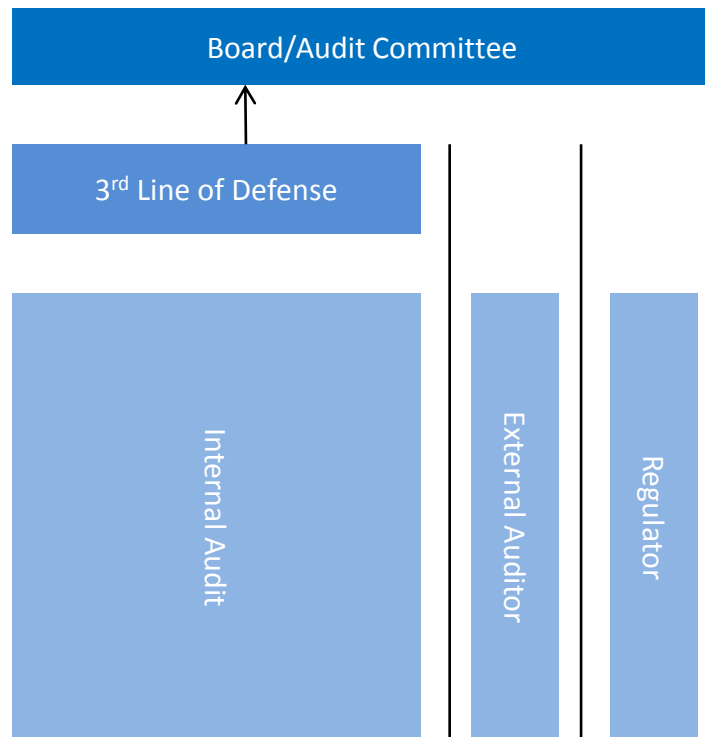 Board/Audit Committee
3rd Line of Defense
Internal Audit
External Auditor
Regulator